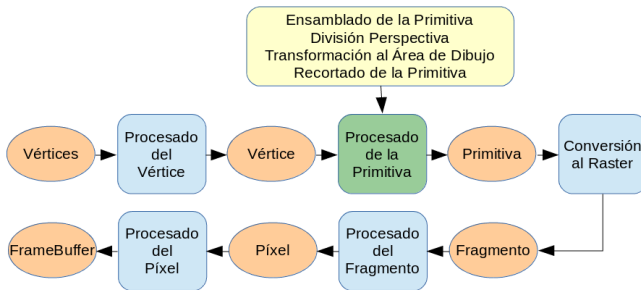 Ensamblado de la Primitiva
División Perspectiva
Transformación al Área de Dibujo
Recortado de la Primitiva
Vértices
Procesado
del
Vértice
Vértice
Procesado
de la
Primitiva
Primitiva
Conversión
al Raster
FrameBuffer
Procesado
del
Píxel
Píxel
Procesado
del
Fragmento
Fragmento